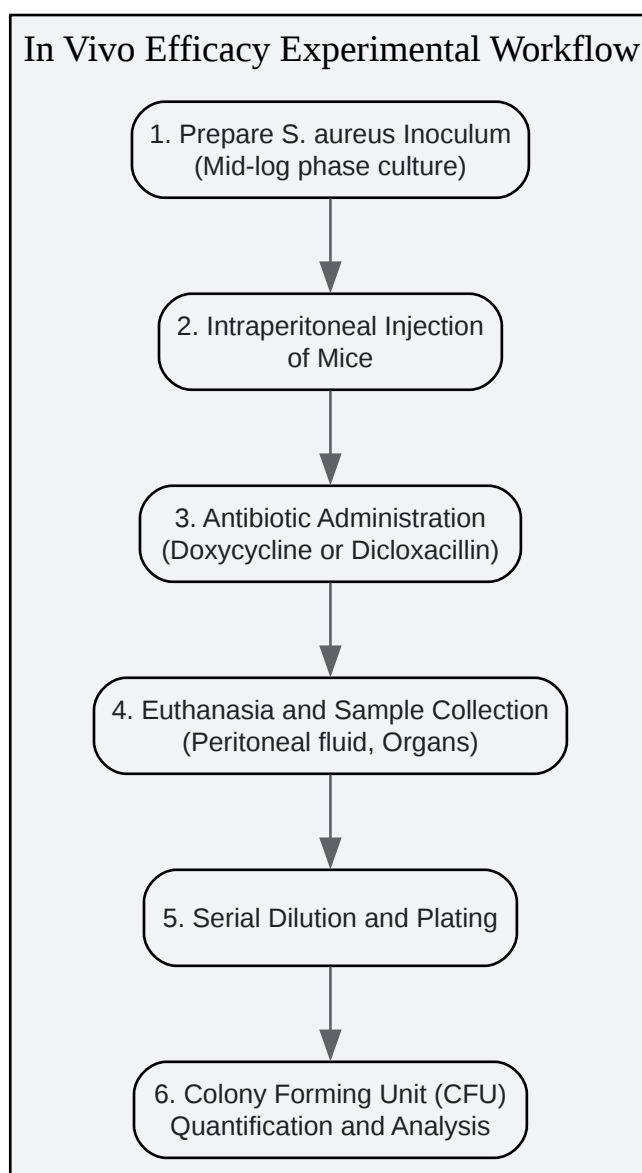 In Vivo Efficacy Experimental Workflow
1. Prepare S. aureus Inoculum
(Mid-log phase culture)
2. Intraperitoneal Injection
of Mice
3. Antibiotic Administration
(Doxycycline or Dicloxacillin)
4. Euthanasia and Sample Collection
(Peritoneal fluid, Organs)
5. Serial Dilution and Plating
6. Colony Forming Unit (CFU)
Quantification and Analysis